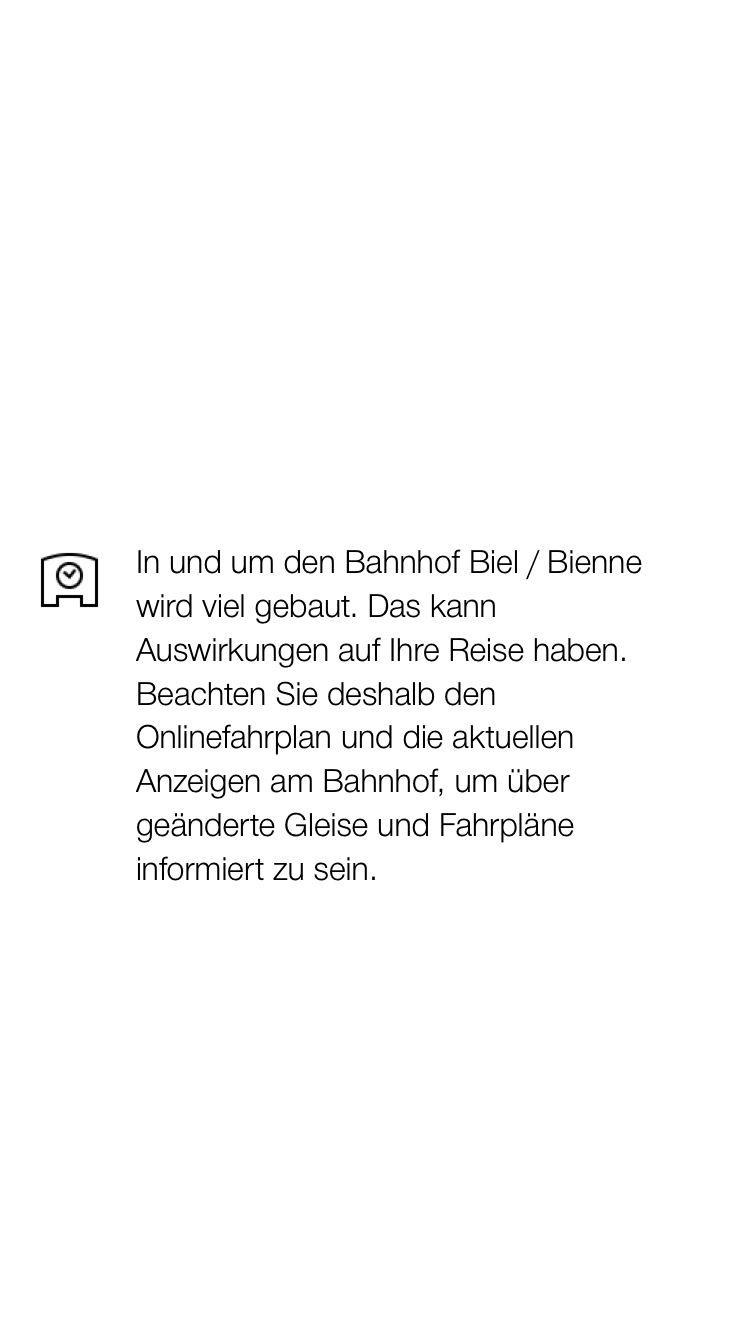 In und um den Bahnhof Biel / Bienne
wird viel gebaut. Das kann
Auswirkungen auf Ihre Reise haben.
Beachten Sie deshalb den
Onlinefahrplan und die aktuellen
Anzeigen am Bahnhof, um über
geänderte Gleise und Fahrpläne
informiert zu sein.